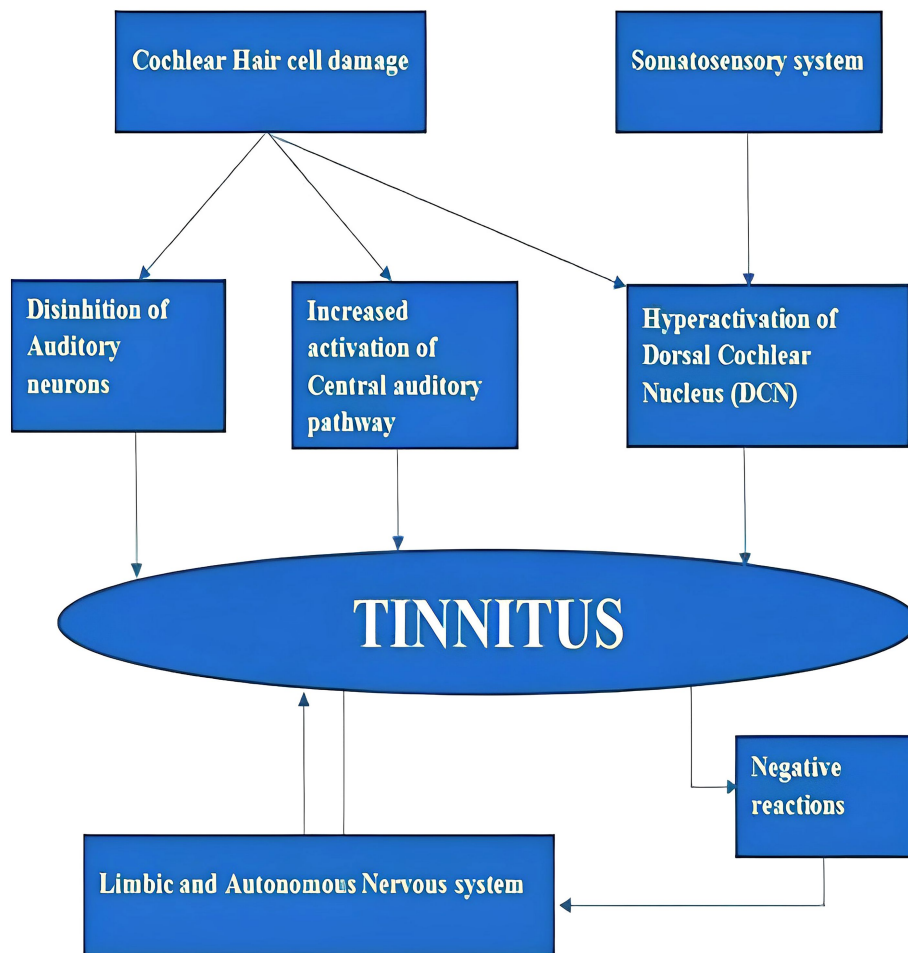 Cochlear Hair cell damage
Somatosensory system
Disinhition of
Auditory
neurons
Increased
activation of
Central auditory
pathway
Hyperactivation of
Dorsal Cochlear
Nucleus (DCN)
TINNITUS
Negative
reactions
Limbic and Autonomous Nervous system